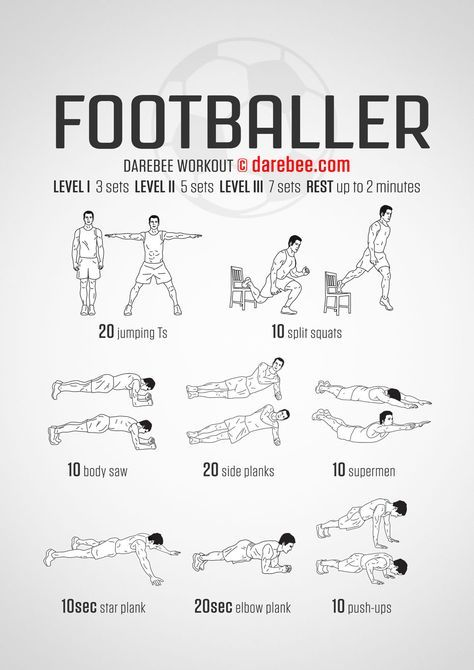 FOOTBALLER
DAREBEE WORKOUT © darebee.com
LEVEL I 3 sets LEVEL II 5 sets LEVEL III 7 sets REST up to 2 minutes
20 jumping Ts
10 split squats
10 body saw
20 side planks
10 supermen
10sec star plank
20sec elbow plank
10 push-ups